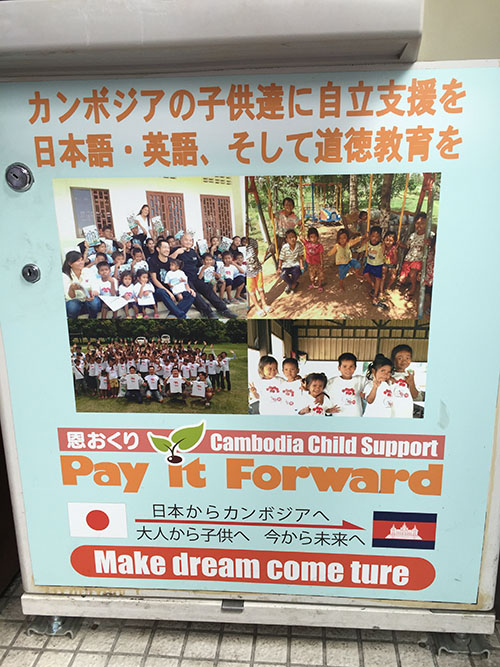 カンボジアの子供達に自立支援を
日本語・英語、そして道徳教育を
恩おくり Cambodia Child Support
Pay it Forward
日本からカンボジアへ
大人から子供へ 今から未来へ
Make dream come ture